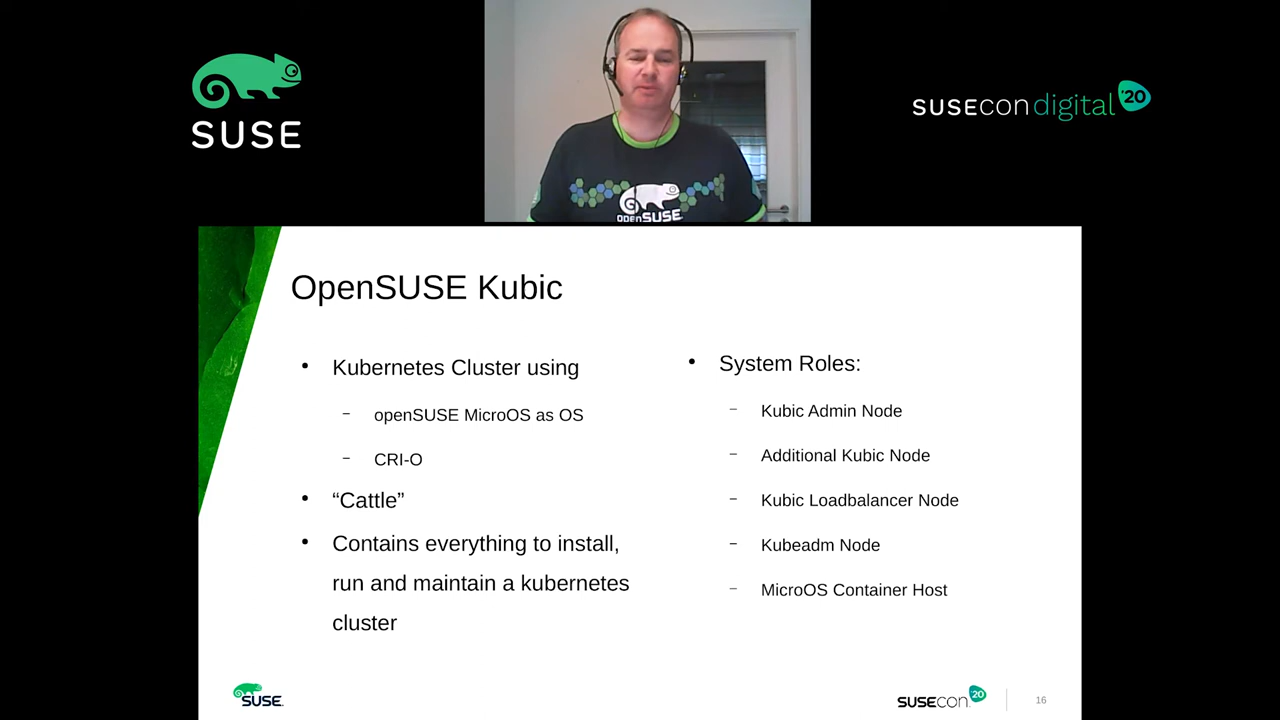 SUSE
SUSECON digital '20
openSUSE
OpenSUSE Kubic
• Kubernetes Cluster using
– openSUSE MicroOS as OS
– CRI-O
• “Cattle”
• Contains everything to install,
run and maintain a kubernetes
cluster
• System Roles:
– Kubic Admin Node
– Additional Kubic Node
– Kubic Loadbalancer Node
– Kubeadm Node
– MicroOS Container Host
SUSE
SUSECON '20
16